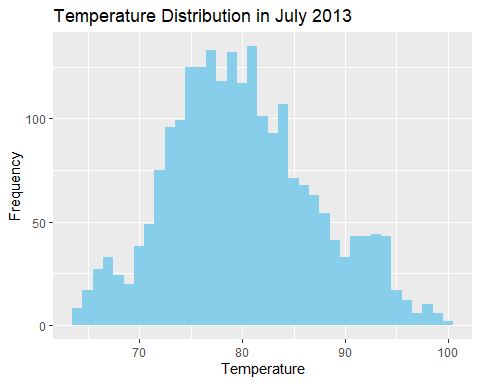 Temperature Distribution in July 2013
Frequency
100
50
0
70 80 90 100
Temperature